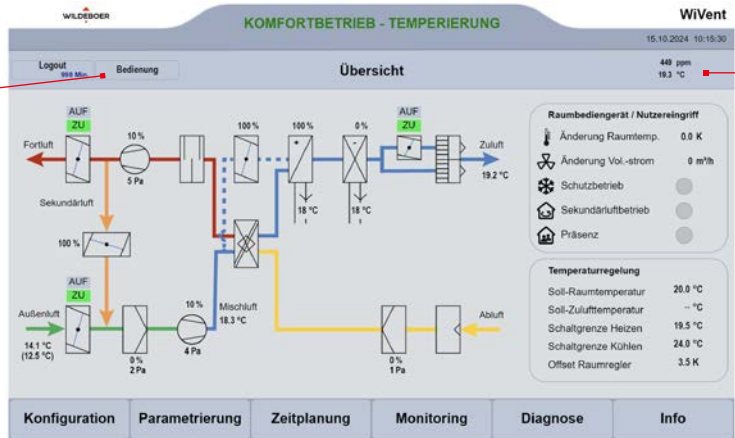 WILDEBOER
KOMFORTBETRIEB - TEMPERIERUNG
WiVent
15.10.2024 10:15:30
Logout
900 Min.
Bedienung
Übersicht
449 ppm
19.3 °C
AUF
ZU
Fortluft
10 %
5 Pa
100 %
100 %
0 %
AUF
ZU
Zuluft
19.2 °C
18 °C
18 °C
Sekundärluft
100 %
AUF
ZU
Außenluft
14.1 °C
(12.5 °C)
0 %
2 Pa
10 %
4 Pa
Mischluft
18.3 °C
0 %
1 Pa
Abluft
Raumbediengerät / Nutzereingriff
Änderung Raumtemp. 0.0 K
Änderung Vol.-strom 0 m³/h
Schutzbetrieb
Sekundärluftbetrieb
Präsenz
Temperaturregelung
Soll-Raumtemperatur 20.0 °C
Soll-Zulufttemperatur -- °C
Schaltgrenze Heizen 19.5 °C
Schaltgrenze Kühlen 24.0 °C
Offset Raumregler 3.5 K
Konfiguration Parametrierung Zeitplanung Monitoring Diagnose Info